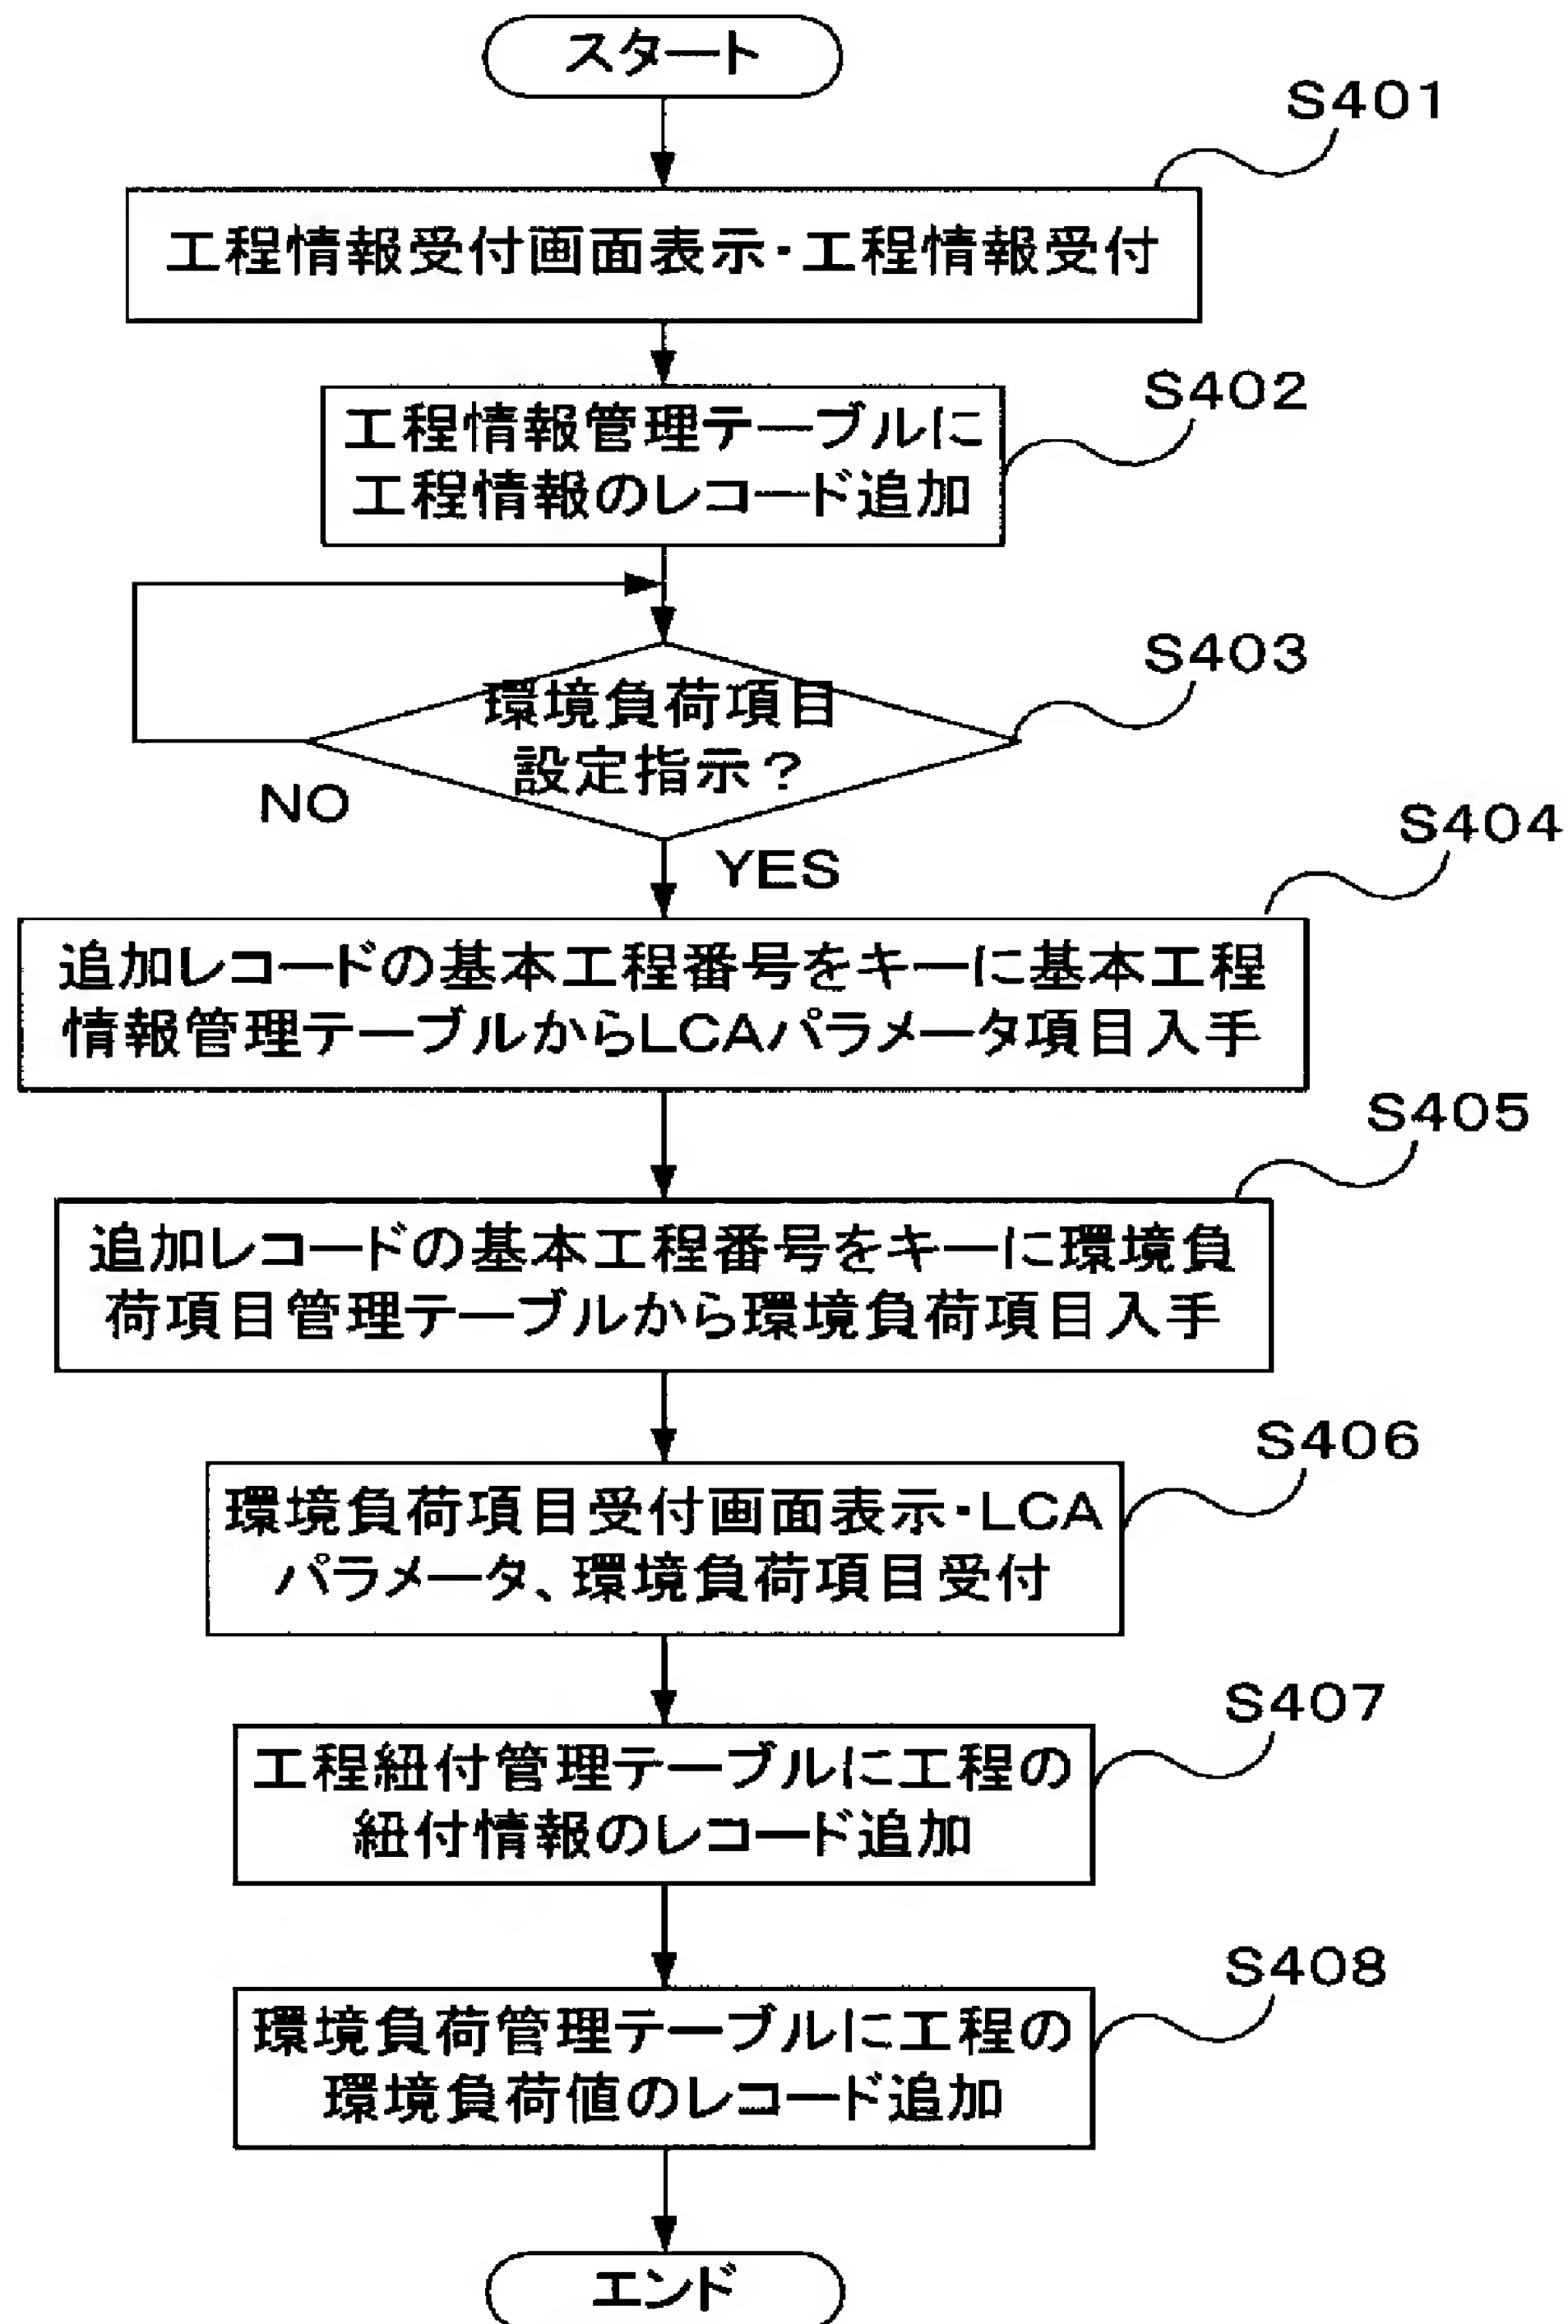 スタート
S401
工程情報受付画面表示・工程情報受付
S402
工程情報管理テーブルに
工程情報のレコード追加
S403
環境負荷項目
設定指示？
NO
YES
S404
追加レコードの基本工程番号をキーに基本工程
情報管理テーブルからLCAパラメータ項目入手
S405
追加レコードの基本工程番号をキーに環境負
荷項目管理テーブルから環境負荷項目入手
S406
環境負荷項目受付画面表示・LCA
パラメータ、環境負荷項目受付
S407
工程紐付管理テーブルに工程の
紐付情報のレコード追加
S408
環境負荷管理テーブルに工程の
環境負荷値のレコード追加
エンド